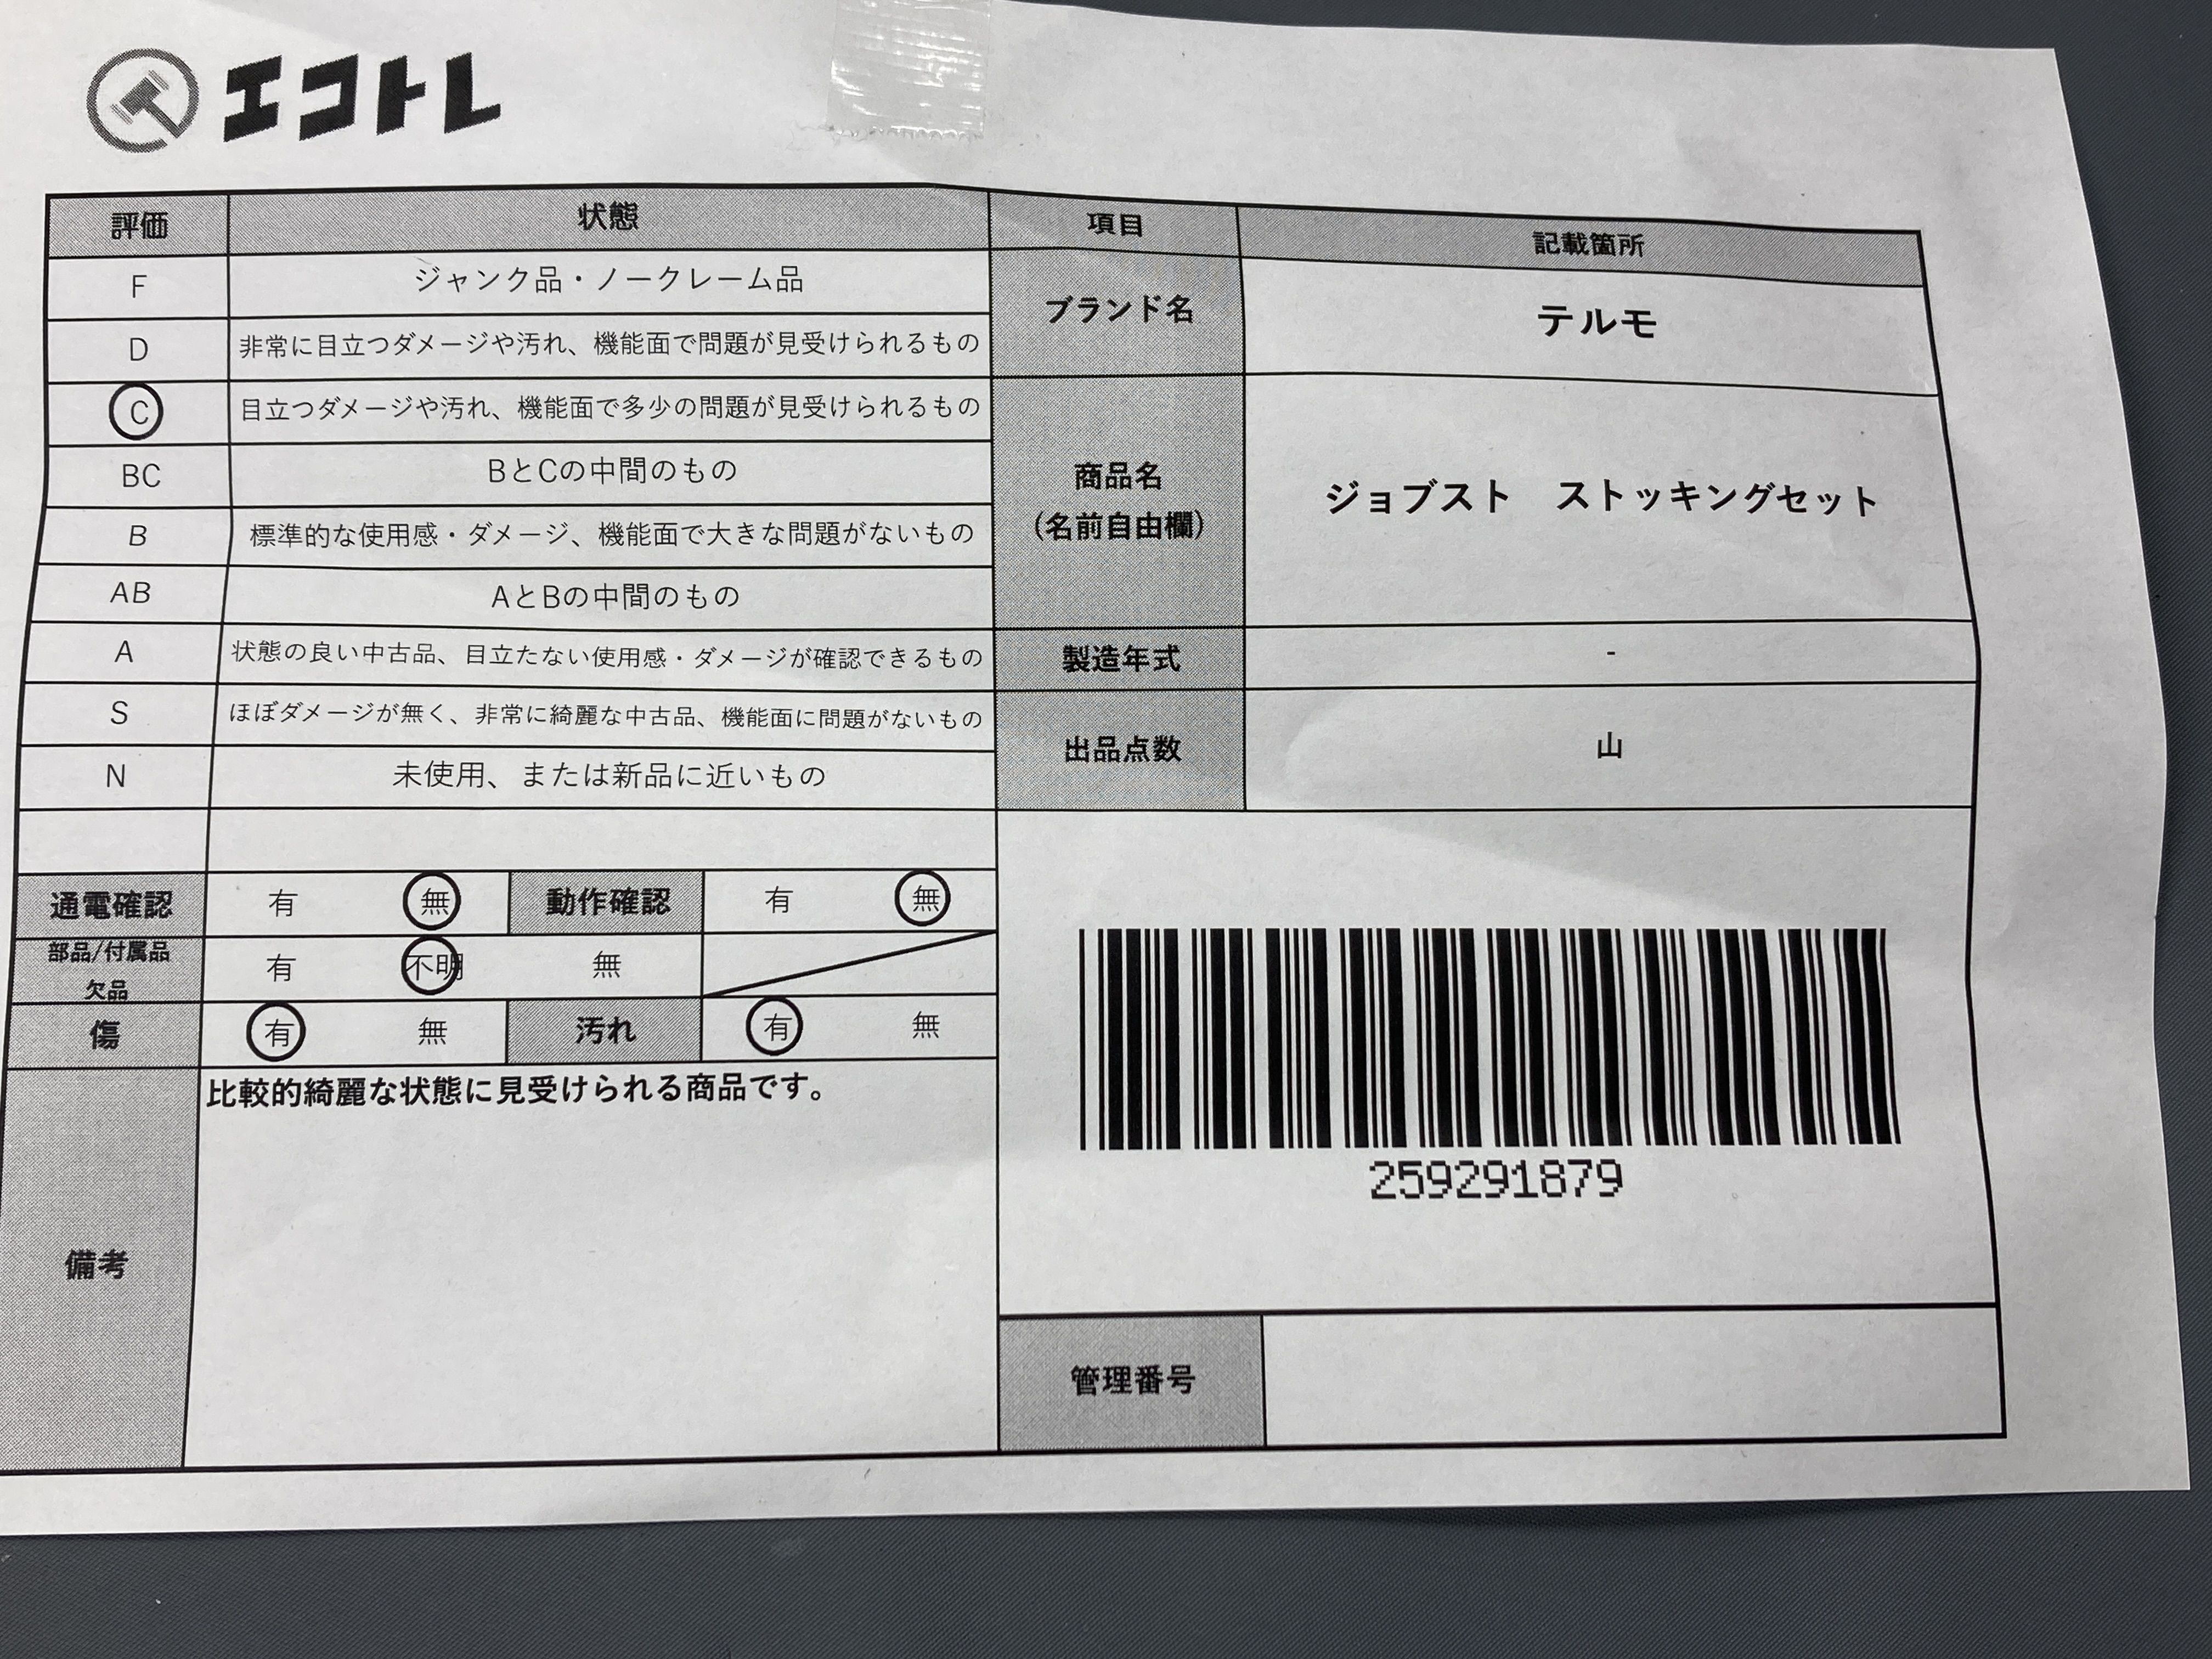 エコトレ
評価 状態 項目 記載箇所
F ジャンク品・ノークレーム品
D 非常に目立つダメージや汚れ、機能面で問題が見受けられるもの
C 目立つダメージや汚れ、機能面で多少の問題が見受けられるもの
BC BとCの中間のもの
B 標準的な使用感・ダメージ、機能面で大きな問題がないもの
AB AとBの中間のもの
A 状態の良い中古品、目立たない使用感・ダメージが確認できるもの
S ほぼダメージが無く、非常に綺麗な中古品、機能面に問題がないもの
N 未使用、または新品に近いもの
ブランド名 テルモ
商品名
(名前自由欄)
ジョブスト　ストッキングセット
製造年式 -
出品点数 山
通電確認 有 無 動作確認 有 無
部品/付属品
欠品
有 不明 無
傷 有 無 汚れ 有 無
備考
比較的綺麗な状態に見受けられる商品です。
259291879
管理番号